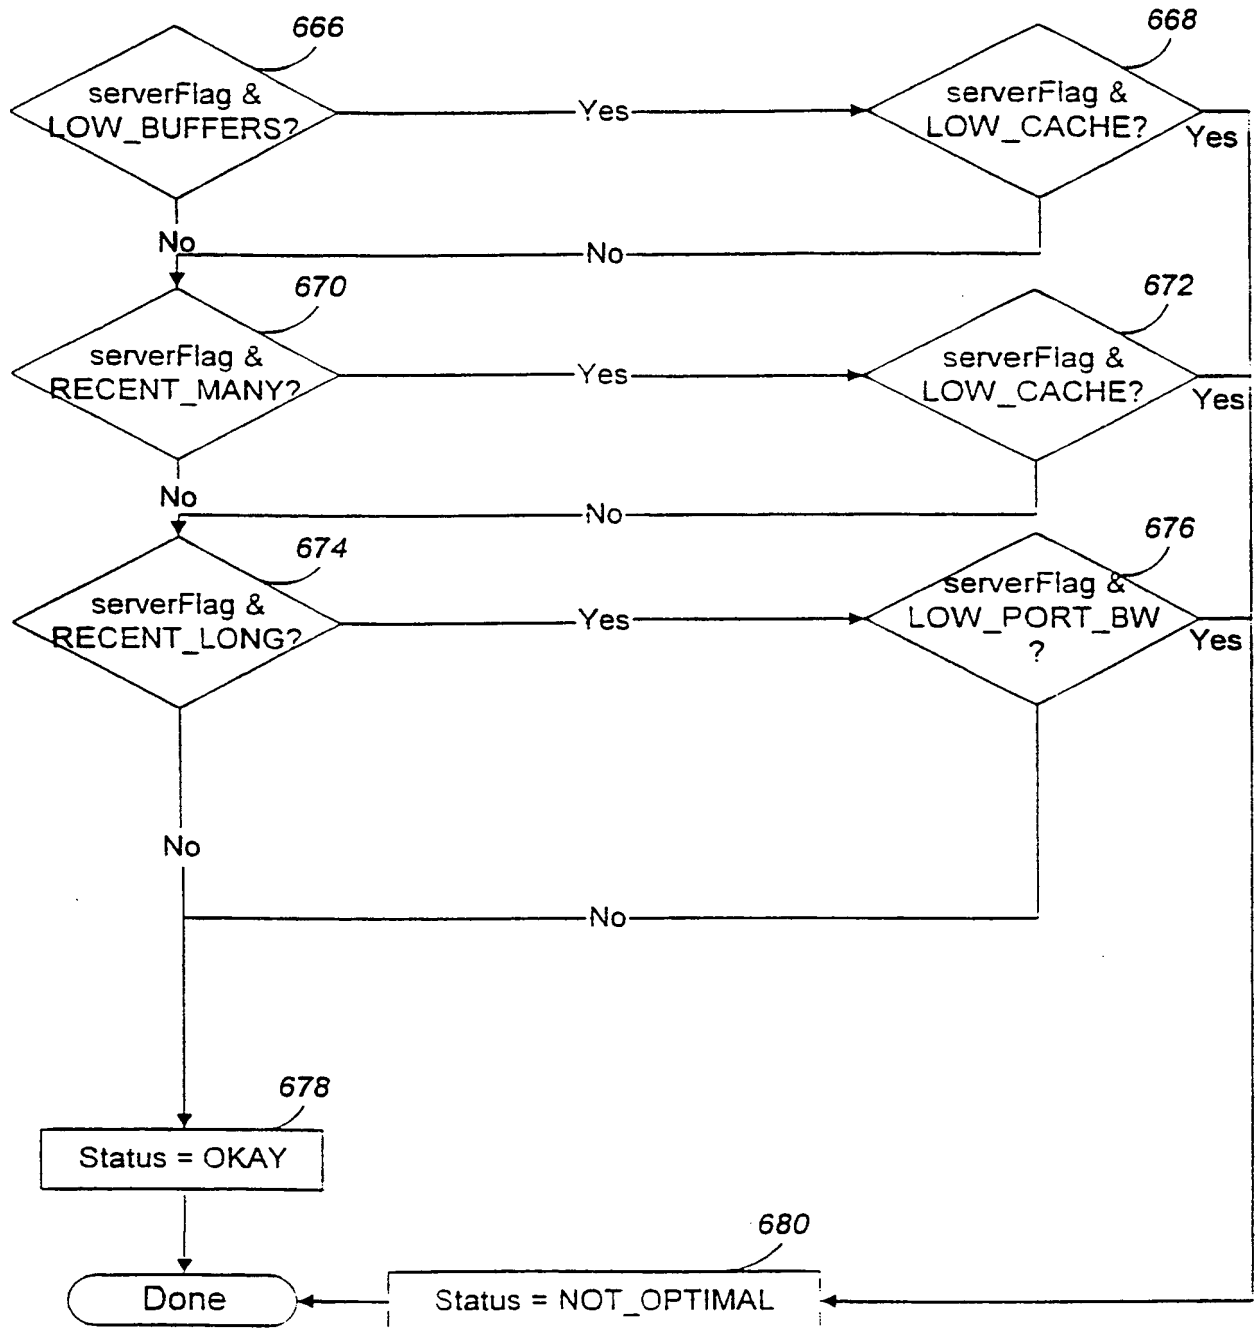 666
serverFlag &
LOW_BUFFERS?
Yes
668
serverFlag &
LOW_CACHE?
Yes
No
No
670
serverFlag &
RECENT_MANY?
Yes
672
serverFlag &
LOW_CACHE?
Yes
No
No
674
serverFlag &
RECENT_LONG?
Yes
676
serverFlag &
LOW_PORT_BW
?
Yes
No
No
678
Status = OKAY
680
Done
Status = NOT_OPTIMAL